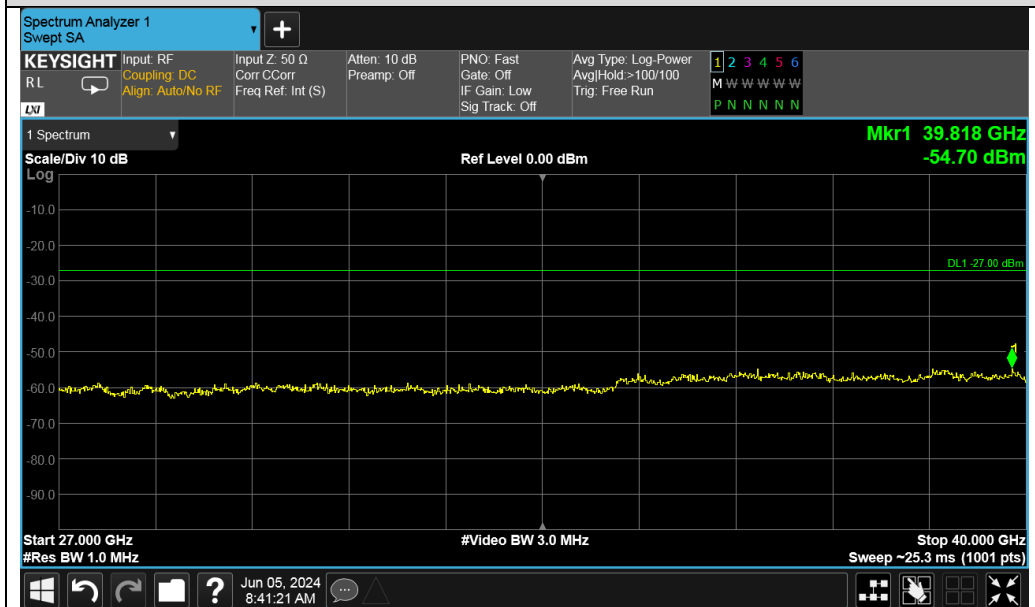 Spectrum Analyzer 1
Swept SA
+
KEYSIGHT
R L
LXI
Input: RF
Coupling: DC
Align: Auto/No RF
Input Z: 50 Ω
Corr CCorr
Freq Ref: Int (S)
Atten: 10 dB
Preamp: Off
PNO: Fast
Gate: Off
IF Gain: Low
Sig Track: Off
Avg Type: Log-Power
Avg|Hold:>100/100
Trig: Free Run
1 2 3 4 5 6
M W W W W W
P N N N N N
1 Spectrum
Mkr1 39.818 GHz
-54.70 dBm
Scale/Div 10 dB
Ref Level 0.00 dBm
Log
-10.0
-20.0
DL1 -27.00 dBm
-30.0
-40.0
1
-50.0
-60.0
-70.0
-80.0
-90.0
Start 27.000 GHz
#Video BW 3.0 MHz
Stop 40.000 GHz
#Res BW 1.0 MHz
Sweep ~25.3 ms (1001 pts)
?
Jun 05, 2024
8:41:21 AM